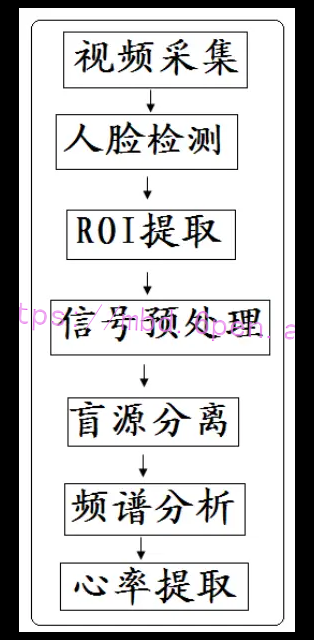 视频采集
人脸检测
ROI提取
信号预处理
tps://mbd.open.a
盲源分离
频谱分析
心率提取